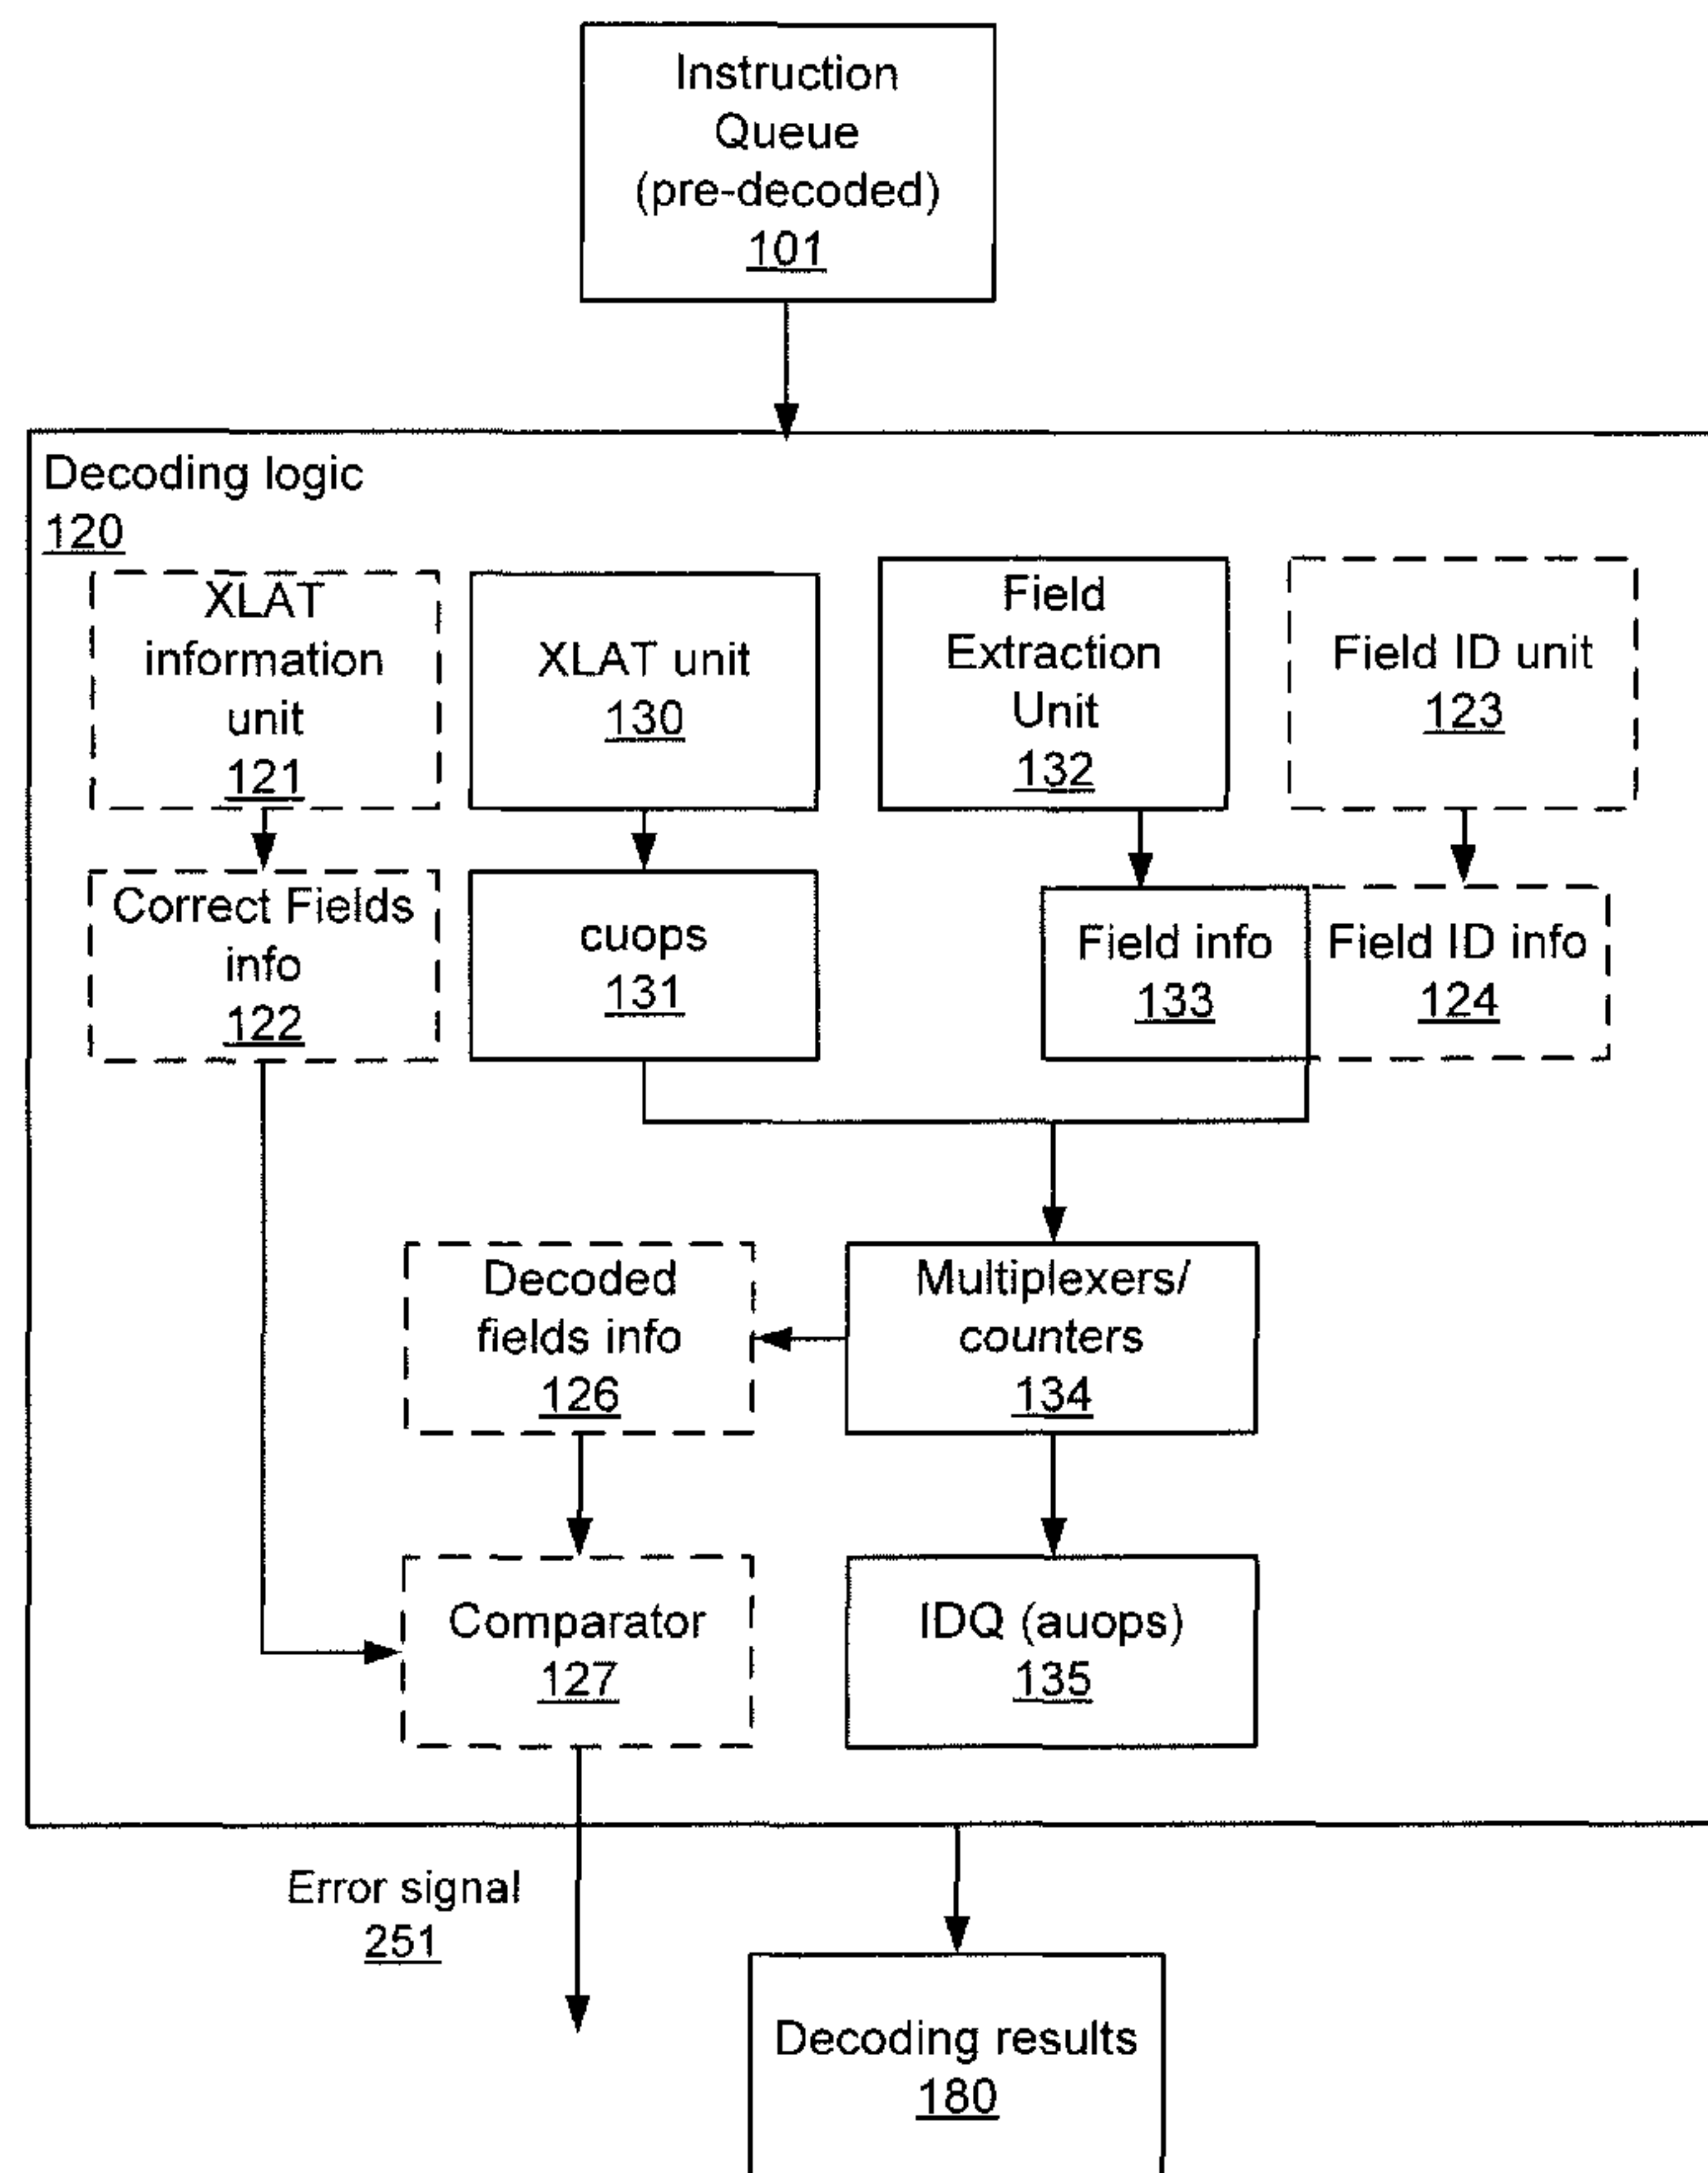 Instruction
Queue
(pre-decoded)
101
Decoding logic
120
XLAT
information
unit
121
XLAT unit
130
Field
Extraction
Unit
132
Field ID unit
123
Correct Fields
info
122
cuops
131
Field info
133
Field ID info
124
Decoded
fields info
126
Multiplexers/
counters
134
Comparator
127
IDQ (auops)
135
Error signal
251
Decoding results
180